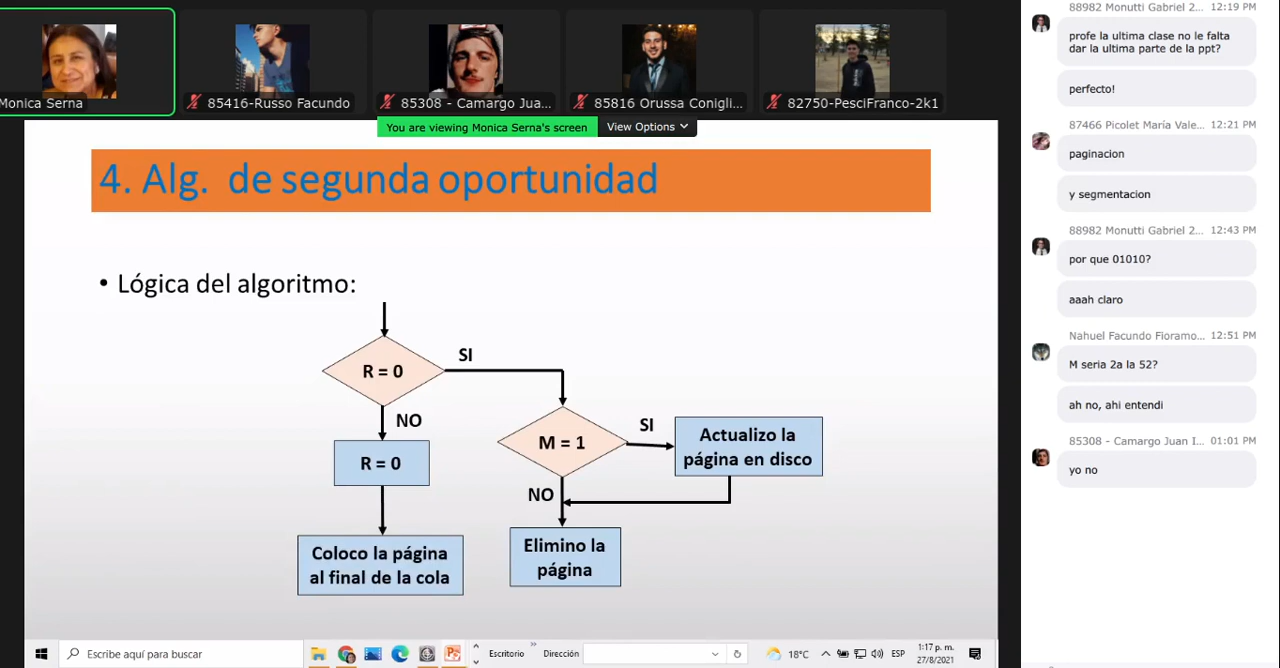 Monica Serna
85416-Russo Facundo
85308 - Camargo Jua...
85816 Orussa Conigli...
82750-PesciFranco-2k1
You are viewing Monica Serna's screen
View Options
4. Alg. de segunda oportunidad
• Lógica del algoritmo:
R = 0
SI
NO
R = 0
Coloco la página
al final de la cola
M = 1
SI
Actualizo la
página en disco
NO
Elimino la
página
Escribe aquí para buscar
Escritorio
»
Dirección
18°C
ESP
1:17 p. m.
27/8/2021
88982 Monutti Gabriel 2... 12:19 PM
profe la ultima clase no le falta
dar la ultima parte de la ppt?
perfecto!
87466 Picolet María Vale... 12:21 PM
paginacion
y segmentacion
88982 Monutti Gabriel 2... 12:43 PM
por que 01010?
aaah claro
Nahuel Facundo Fioramo... 12:51 PM
M seria 2a la 52?
ah no, ahi entendi
85308 - Camargo Juan I... 01:01 PM
yo no